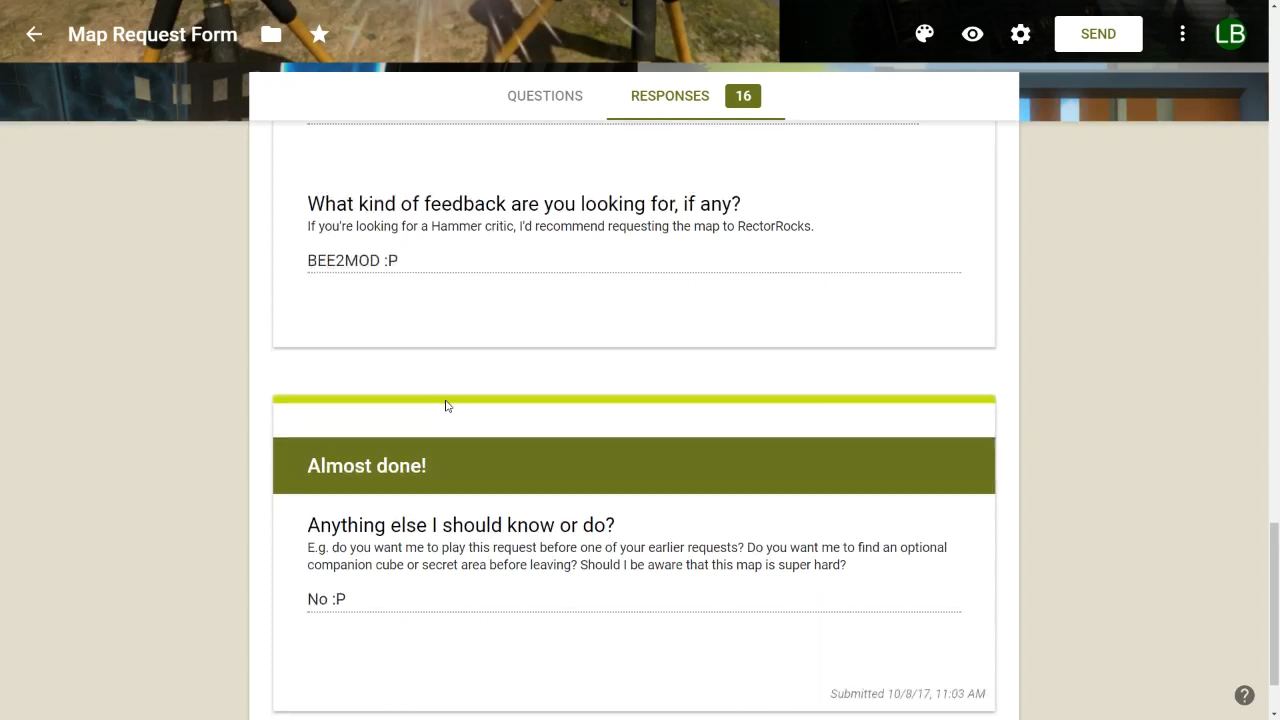 Map Request Form
SEND
LB
QUESTIONS
RESPONSES 16
What kind of feedback are you looking for, if any?
If you're looking for a Hammer critic, I'd recommend requesting the map to RectorRocks.
BEE2MOD :P
Almost done!
Anything else I should know or do?
E.g. do you want me to play this request before one of your earlier requests? Do you want me to find an optional
companion cube or secret area before leaving? Should I be aware that this map is super hard?
No :P
Submitted 10/8/17, 11:03 AM
?